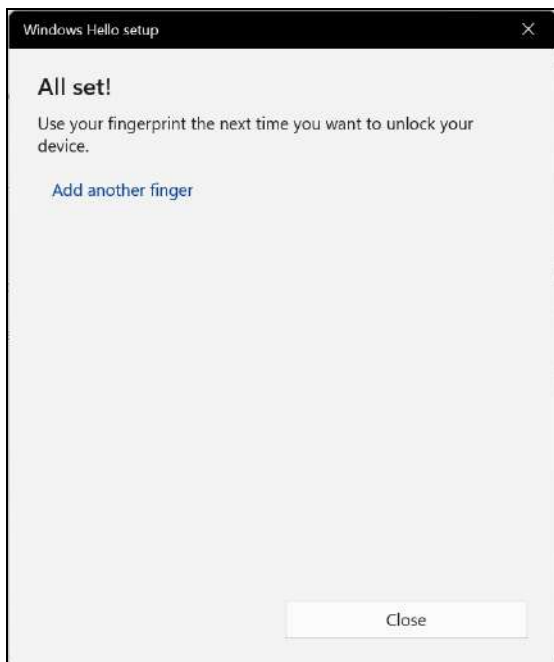 Windows Hello setup
All set!
Use your fingerprint the next time you want to unlock your
device.
Add another finger
Close